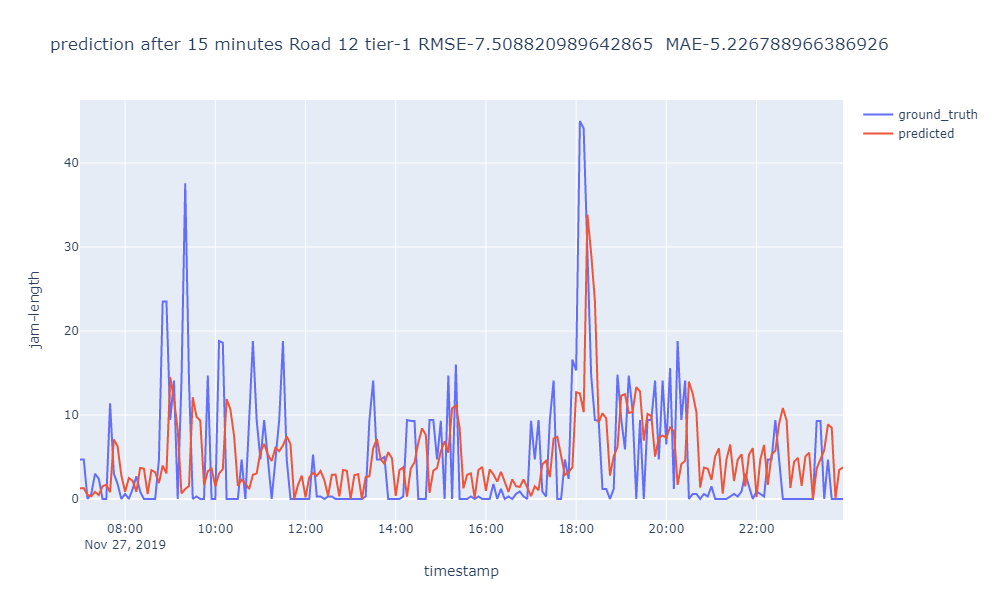 prediction after 15 minutes Road 12 tier-1 RMSE-7.508820989642865  MAE-5.226788966386926
ground_truth
predicted
40
30
20
10
0
jam-length
08:00 10:00 12:00 14:00 16:00 18:00 20:00 22:00
Nov 27, 2019
timestamp